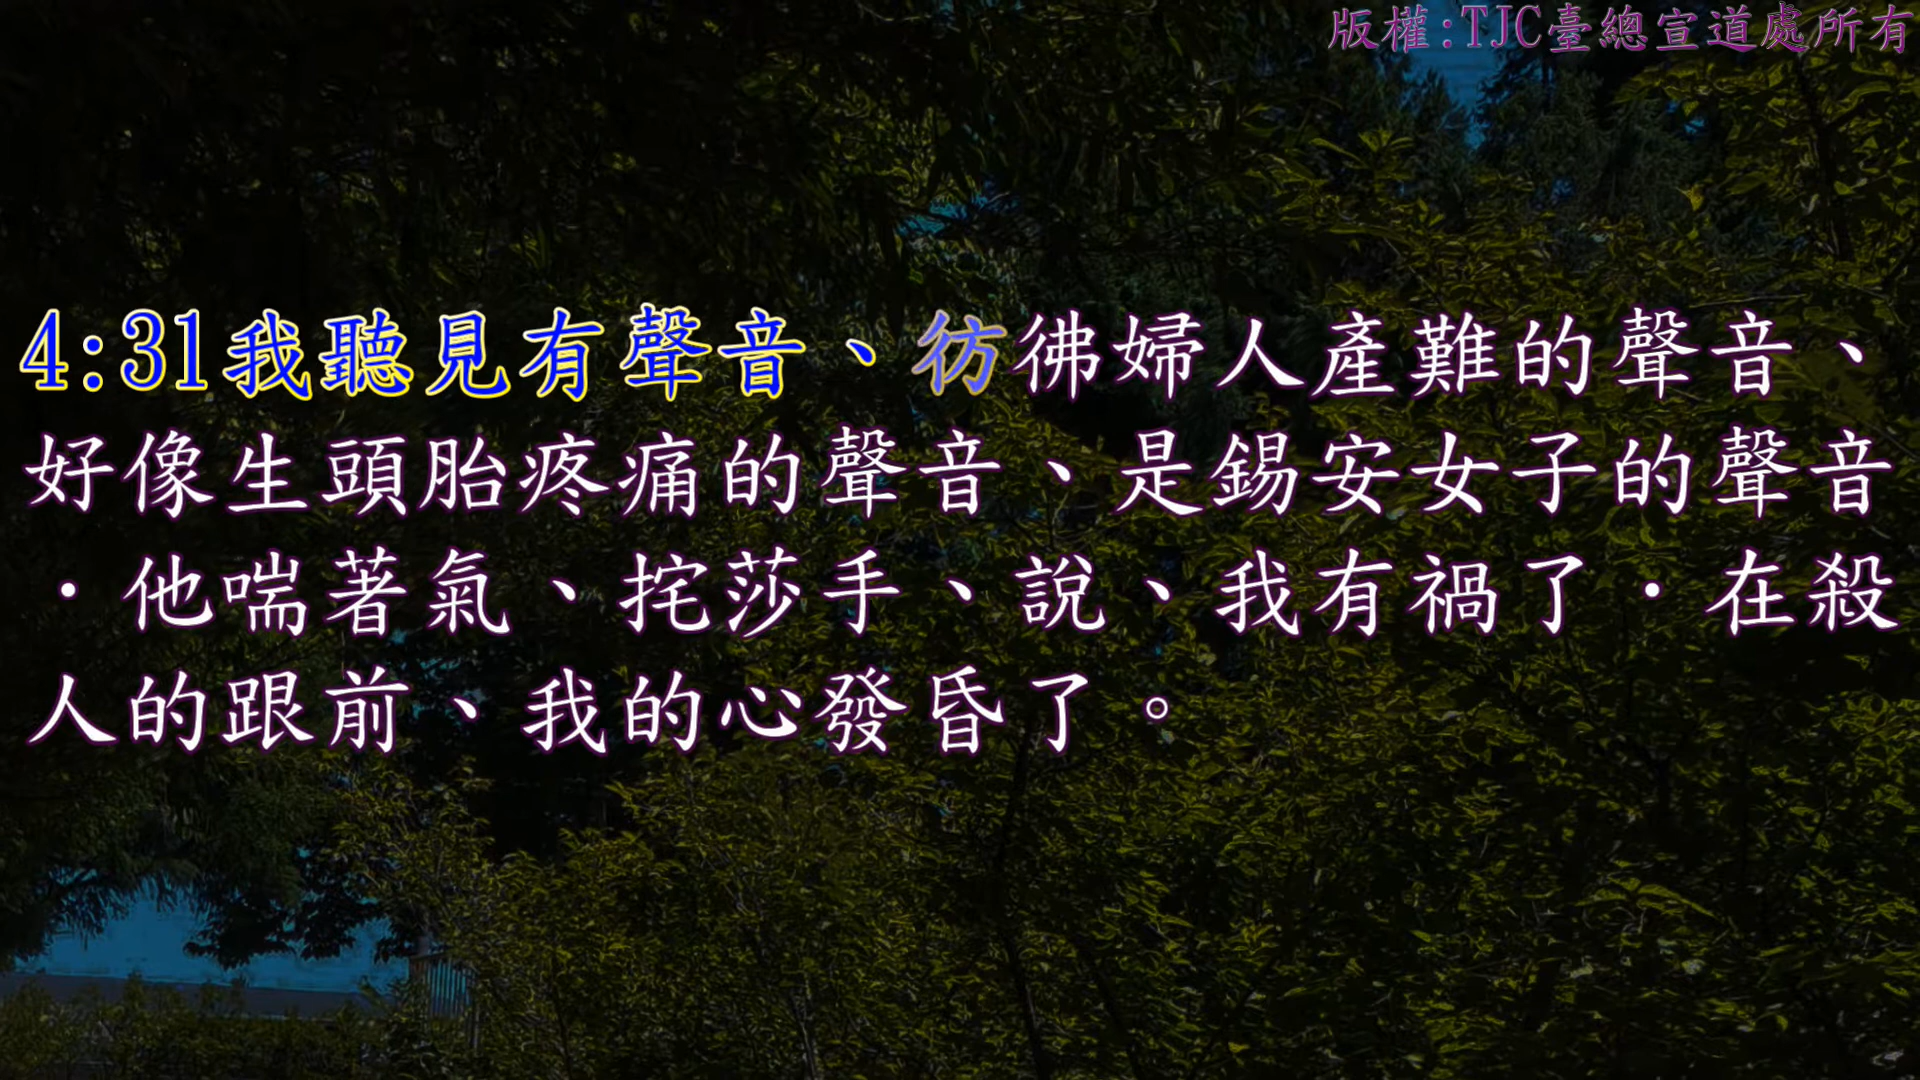 版權:TJC臺總宣道處所有
4:31我聽見有聲音、彷彿婦人產難的聲音、
好像生頭胎疼痛的聲音、是錫安女子的聲音
．他喘著氣、挓莎手、說、我有禍了．在殺
人的跟前、我的心發昏了。